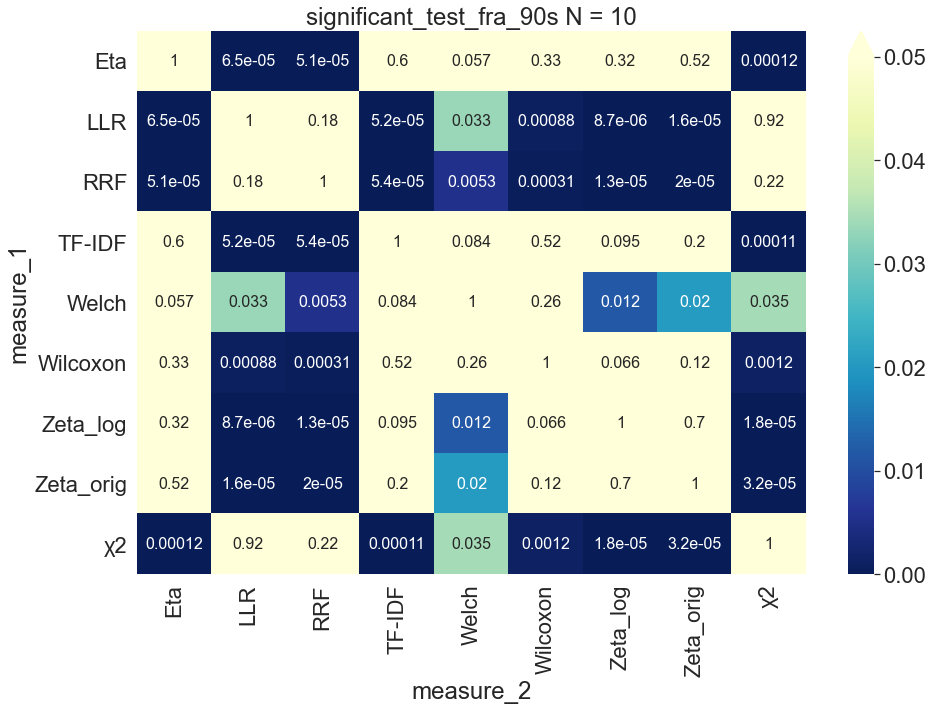 significant_test_fra_90s N = 10
Eta 1 6.5e-05 5.1e-05 0.6 0.057 0.33 0.32 0.52 0.00012
LLR 6.5e-05 1 0.18 5.2e-05 0.033 0.00088 8.7e-06 1.6e-05 0.92
RRF 5.1e-05 0.18 1 5.4e-05 0.0053 0.00031 1.3e-05 2e-05 0.22
TF-IDF 0.6 5.2e-05 5.4e-05 1 0.084 0.52 0.095 0.2 0.00011
Welch 0.057 0.033 0.0053 0.084 1 0.26 0.012 0.02 0.035
Wilcoxon 0.33 0.00088 0.00031 0.52 0.26 1 0.066 0.12 0.0012
Zeta_log 0.32 8.7e-06 1.3e-05 0.095 0.012 0.066 1 0.7 1.8e-05
Zeta_orig 0.52 1.6e-05 2e-05 0.2 0.02 0.12 0.7 1 3.2e-05
χ2 0.00012 0.92 0.22 0.00011 0.035 0.0012 1.8e-05 3.2e-05 1
Eta LLR RRF TF-IDF Welch Wilcoxon Zeta_log Zeta_orig χ2
measure_1
measure_2
0.05
0.04
0.03
0.02
0.01
0.00